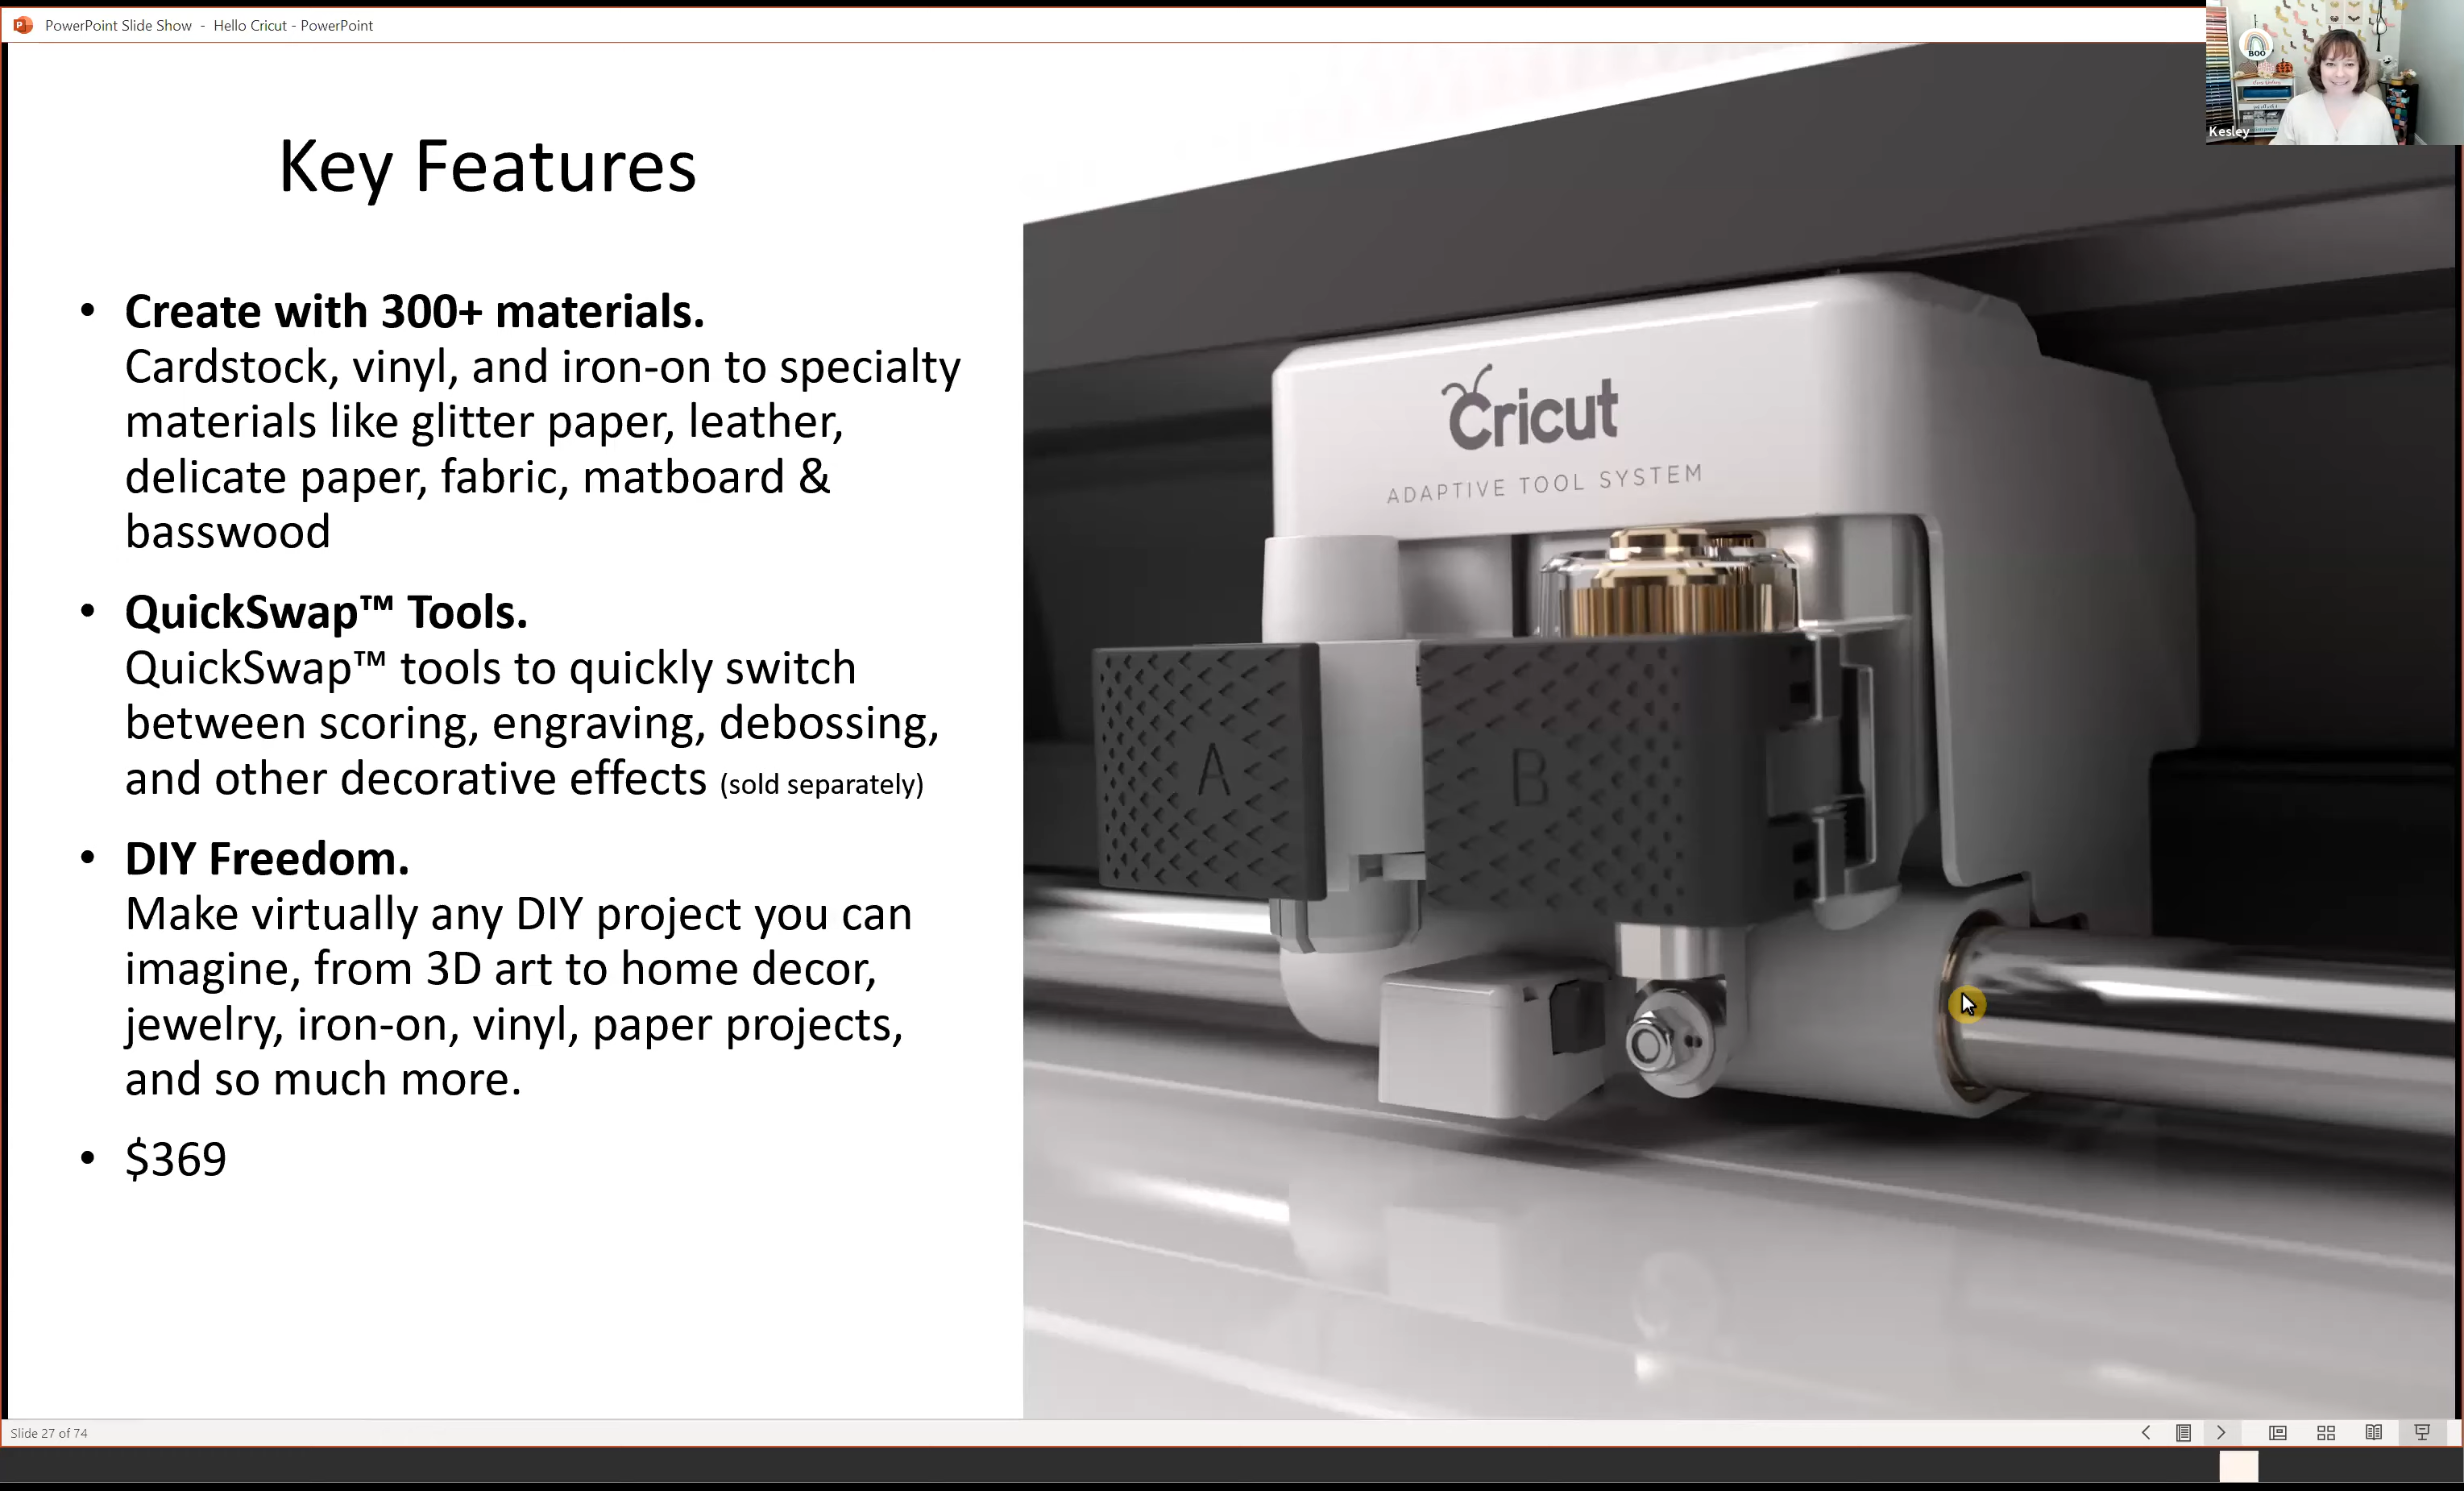 PowerPoint Slide Show - Hello Cricut - PowerPoint
BOO
Kesley
Key Features
• Create with 300+ materials.
Cardstock, vinyl, and iron-on to specialty
materials like glitter paper, leather,
delicate paper, fabric, matboard &
basswood
• QuickSwap™ Tools.
QuickSwap™ tools to quickly switch
between scoring, engraving, debossing,
and other decorative effects (sold separately)
• DIY Freedom.
Make virtually any DIY project you can
imagine, from 3D art to home decor,
jewelry, iron-on, vinyl, paper projects,
and so much more.
• $369
Cricut
ADAPTIVE TOOL SYSTEM
A
B
Slide 27 of 74